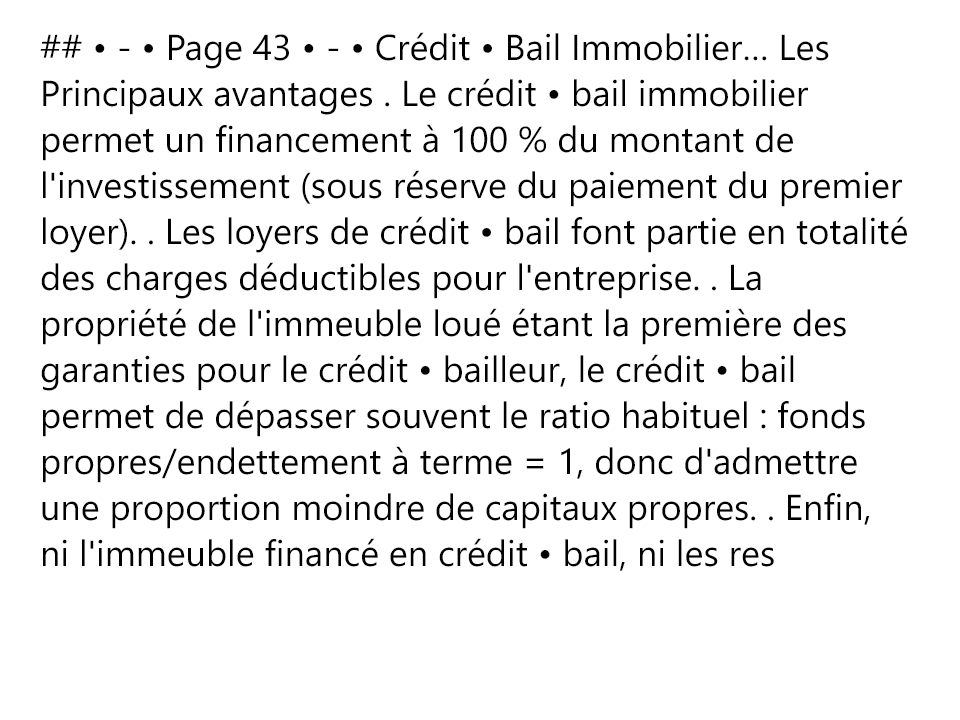 ## • - • Page 43 • - • Crédit • Bail Immobilier... Les
Principaux avantages . Le crédit • bail immobilier
permet un financement à 100 % du montant de
l'investissement (sous réserve du paiement du premier
loyer). . Les loyers de crédit • bail font partie en totalité
des charges déductibles pour l'entreprise. . La
propriété de l'immeuble loué étant la première des
garanties pour le crédit • bailleur, le crédit • bail
permet de dépasser souvent le ratio habituel : fonds
propres/endettement à terme = 1, donc d'admettre
une proportion moindre de capitaux propres. . Enfin,
ni l'immeuble financé en crédit • bail, ni les res